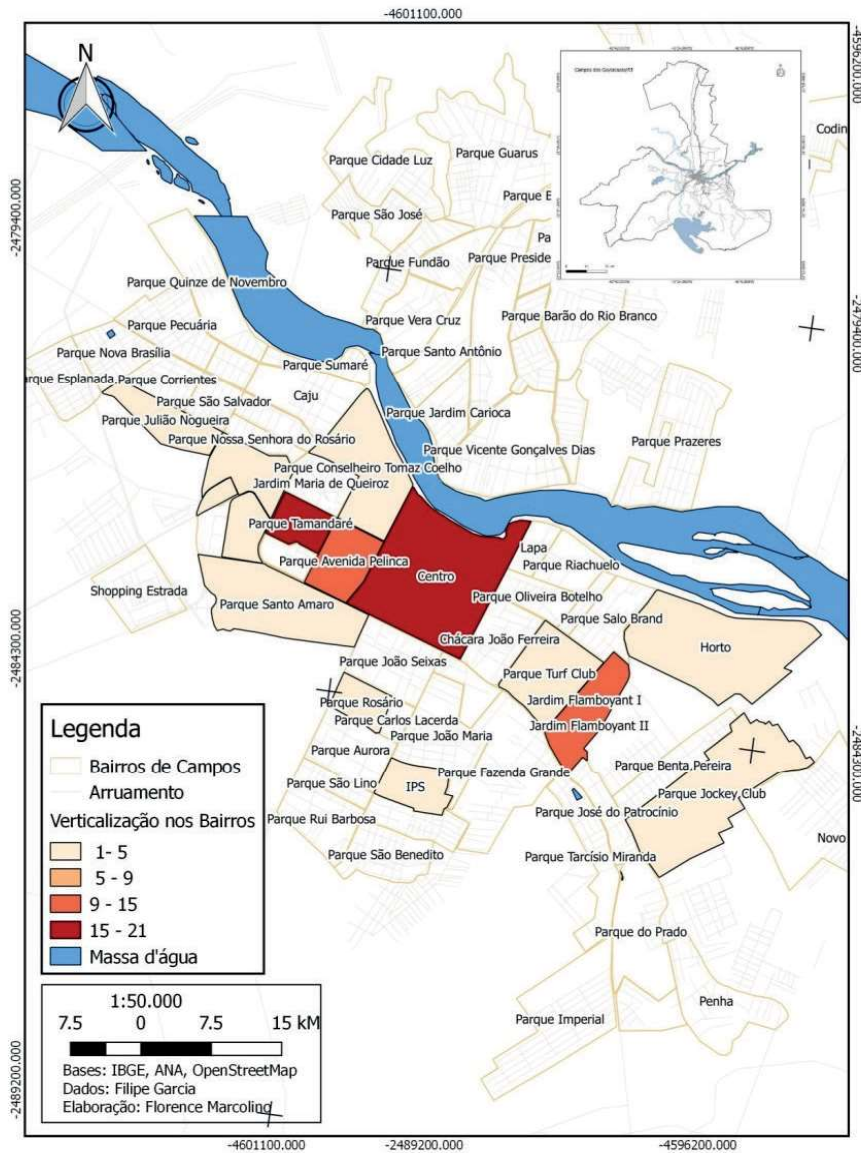 -4601100.000
-4596200.000
N
Codin
Parque Guarus
Parque Cidade Luz
Parque São José
Parque Fundão
Parque Preside
Parque Quinze de Novembro
-2479400.000
-2479400.000
Parque Vera Cruz
Parque Barão do Rio Branco
Parque Pecuária
Parque Nova Brasília
Parque Santo Antônio
Parque Sumaré
arque Esplanada
Parque Corrientes
Caju
Parque São Salvador
Parque Julião Nogueira
Parque Jardim Carioca
Parque Nossa Senhora do Rosário
Parque Prazeres
Parque Vicente Gonçalves Dias
Parque Conselheiro Tomaz Coelho
Jardim Maria de Queiroz
Parque Tamandaré
Lapa
Parque Avenida Pelinca
Parque Riachuelo
Centro
Shopping Estrada
Parque Oliveira Botelho
Parque Santo Amaro
Parque Salo Brand
-2484300.000
Chácara João Ferreira
Horto
Parque João Seixas
Parque Turf Club
Parque Rosário
Jardim Flamboyant I
Parque Carlos Lacerda
Jardim Flamboyant II
Parque João Maria
-2484300.000
Parque Aurora
Parque Benta Pereira
Parque Fazenda Grande
Parque São Lino
IPS
Parque Jockey Club
Parque José do Patrocínio
Parque Rui Barbosa
Novo
Parque São Benedito
Parque Tarcísio Miranda
Parque do Prado
Penha
Parque Imperial
Legenda
Bairros de Campos
Arruamento
Verticalização nos Bairros
1- 5
5 - 9
9 - 15
15 - 21
Massa d'água
1:50.000
7.5 0 7.5 15 kM
Bases: IBGE, ANA, OpenStreetMap
Dados: Filipe Garcia
Elaboração: Florence Marcolino
-2489200.000
-4601100.000
-2489200.000
-4596200.000